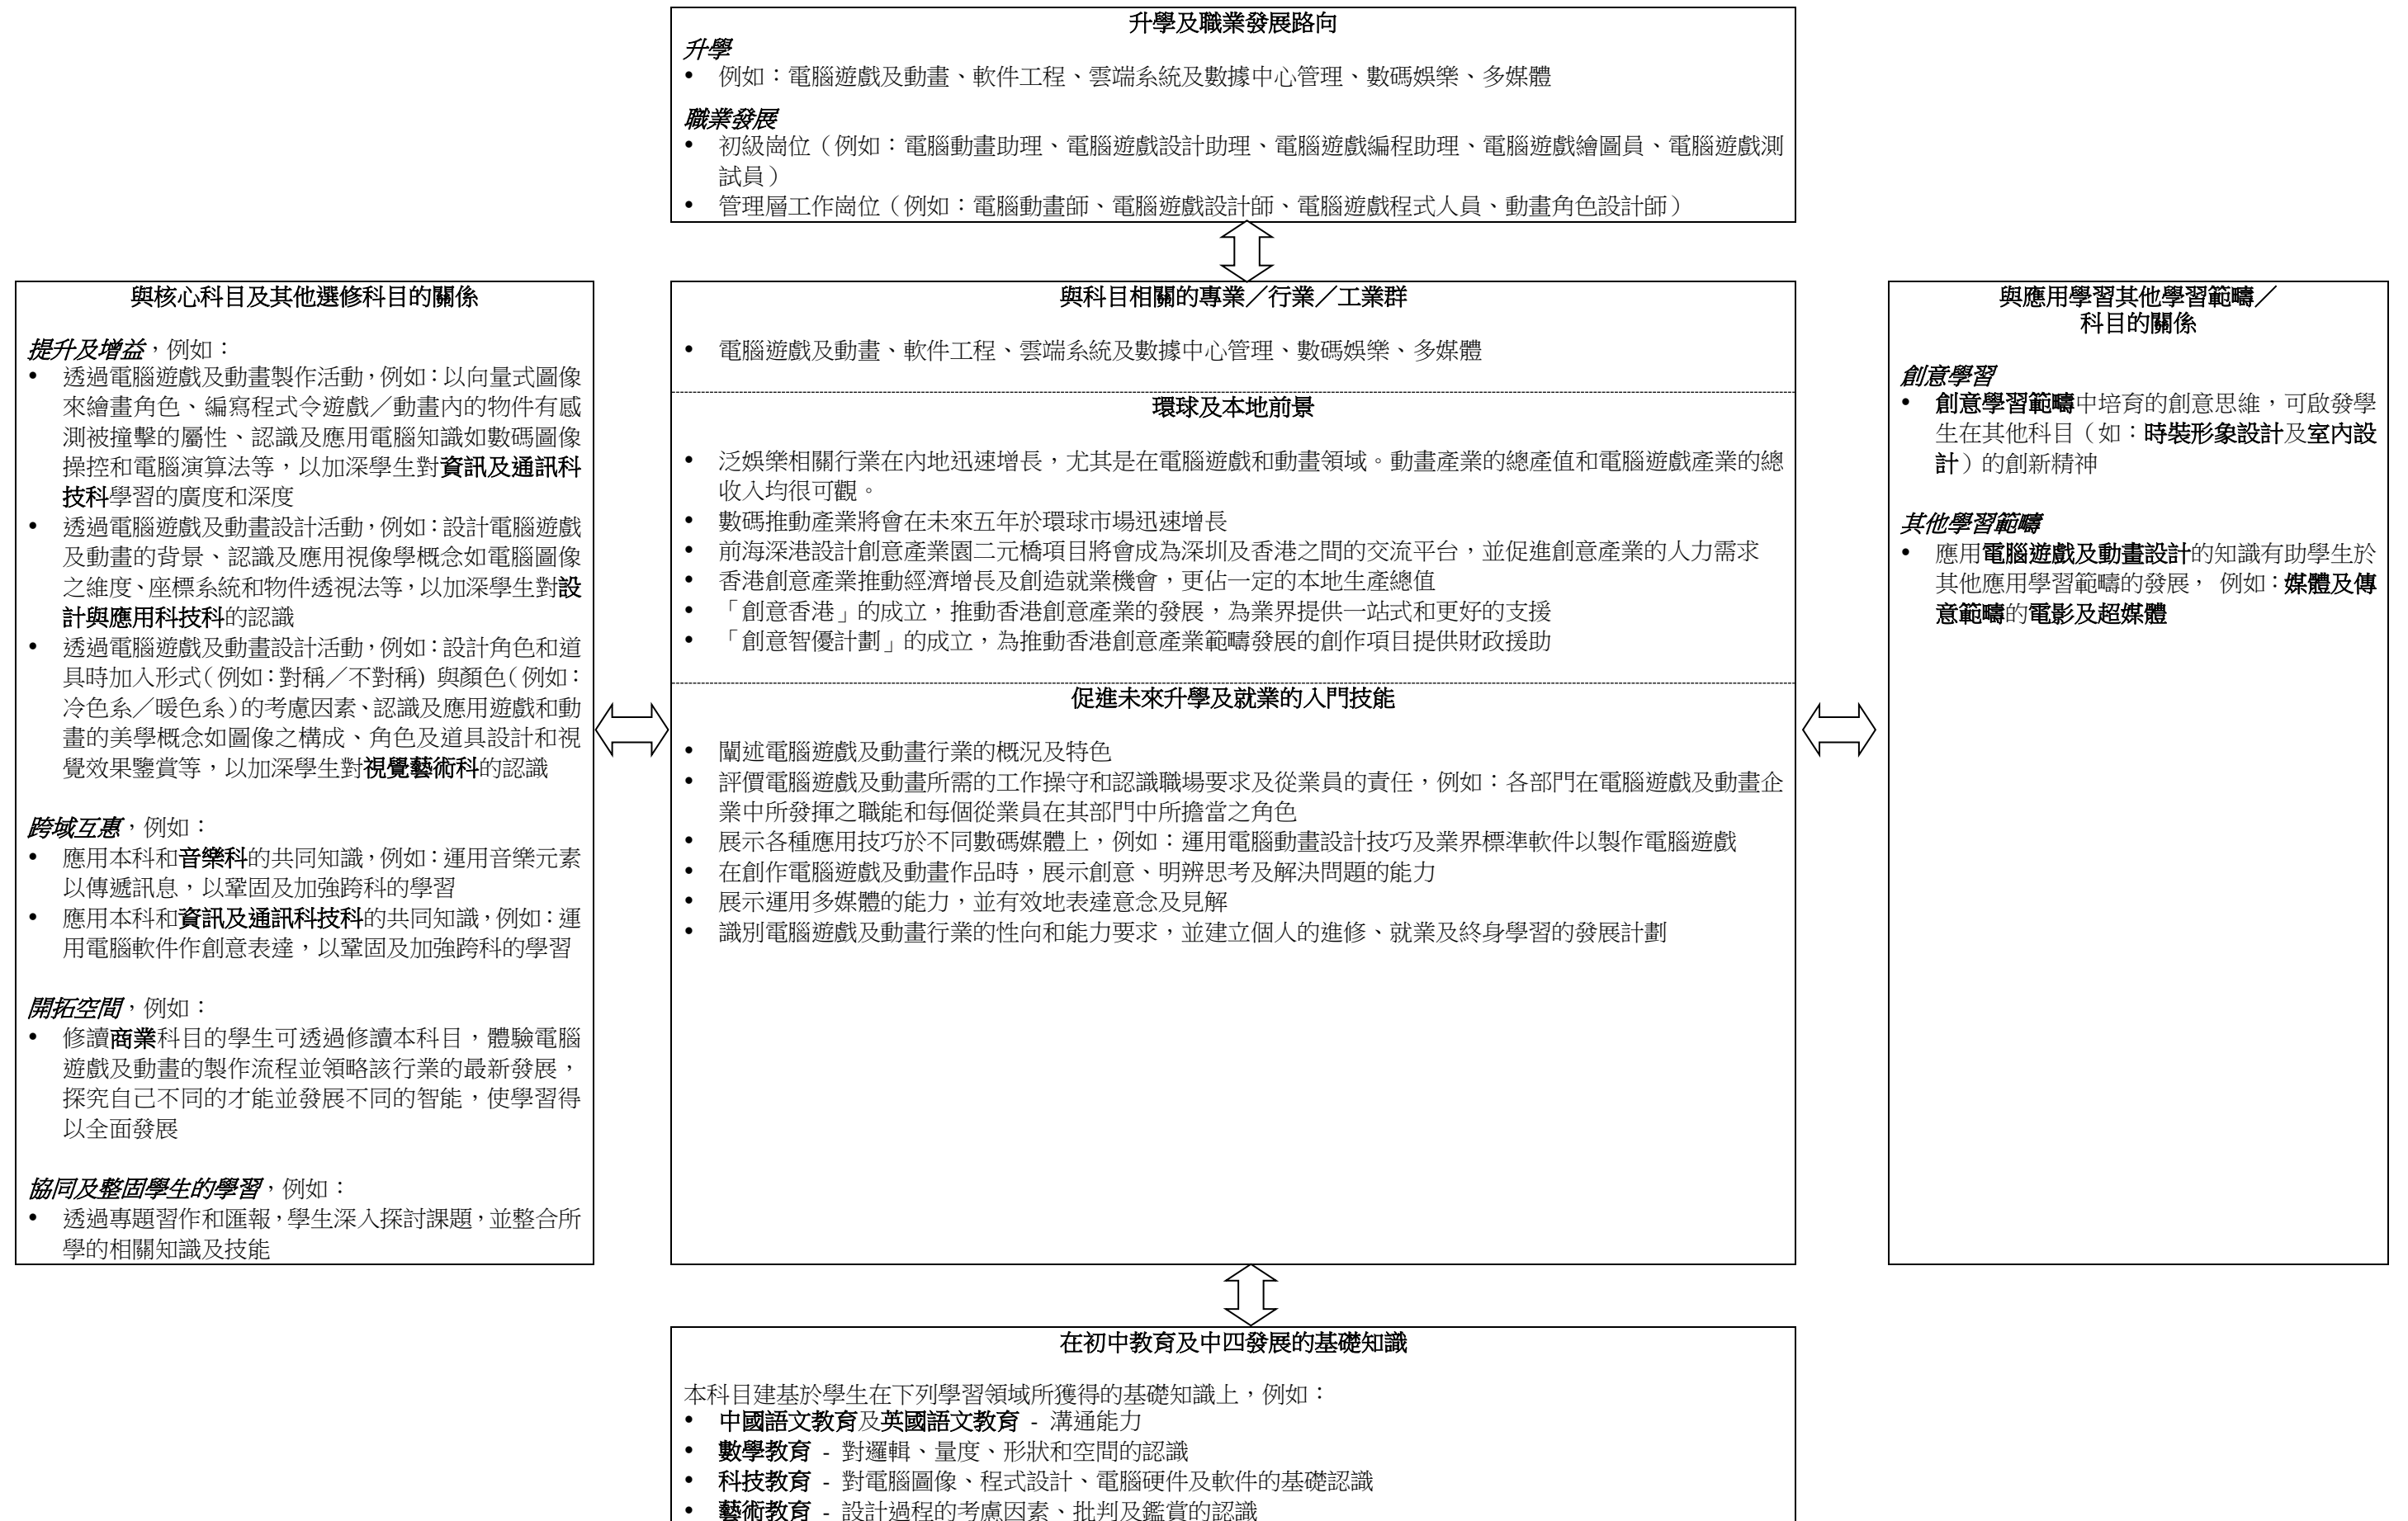 升學及職業發展路向
升學
• 例如：電腦遊戲及動畫、軟件工程、雲端系統及數據中心管理、數碼娛樂、多媒體
職業發展
• 初級崗位（例如：電腦動畫助理、電腦遊戲設計助理、電腦遊戲編程助理、電腦遊戲繪圖員、電腦遊戲測
試員）
• 管理層工作崗位（例如：電腦動畫師、電腦遊戲設計師、電腦遊戲程式人員、動畫角色設計師）
與核心科目及其他選修科目的關係
提升及增益，例如：
• 透過電腦遊戲及動畫製作活動，例如：以向量式圖像
來繪畫角色、編寫程式令遊戲／動畫內的物件有感
測被撞擊的屬性、認識及應用電腦知識如數碼圖像
操控和電腦演算法等，以加深學生對資訊及通訊科
技科學習的廣度和深度
• 透過電腦遊戲及動畫設計活動，例如：設計電腦遊戲
及動畫的背景、認識及應用視像學概念如電腦圖像
之維度、座標系統和物件透視法等，以加深學生對設
計與應用科技科的認識
• 透過電腦遊戲及動畫設計活動，例如：設計角色和道
具時加入形式（例如：對稱／不對稱) 與顏色（例如：
冷色系／暖色系）的考慮因素、認識及應用遊戲和動
畫的美學概念如圖像之構成、角色及道具設計和視
覺效果鑒賞等，以加深學生對視覺藝術科的認識
跨域互惠，例如：
• 應用本科和音樂科的共同知識，例如：運用音樂元素
以傳遞訊息，以鞏固及加強跨科的學習
• 應用本科和資訊及通訊科技科的共同知識，例如：運
用電腦軟件作創意表達，以鞏固及加強跨科的學習
開拓空間，例如：
• 修讀商業科目的學生可透過修讀本科目，體驗電腦
遊戲及動畫的製作流程並領略該行業的最新發展，
探究自己不同的才能並發展不同的智能，使學習得
以全面發展
協同及整固學生的學習，例如：
• 透過專題習作和匯報，學生深入探討課題，並整合所
學的相關知識及技能
與科目相關的專業／行業／工業群
• 電腦遊戲及動畫、軟件工程、雲端系統及數據中心管理、數碼娛樂、多媒體
環球及本地前景
• 泛娛樂相關行業在內地迅速增長，尤其是在電腦遊戲和動畫領域。動畫產業的總產值和電腦遊戲產業的總
收入均很可觀。
• 數碼推動產業將會在未來五年於環球市場迅速增長
• 前海深港設計創意產業園二元橋項目將會成為深圳及香港之間的交流平台，並促進創意產業的人力需求
• 香港創意產業推動經濟增長及創造就業機會，更佔一定的本地生產總值
• 「創意香港」的成立，推動香港創意產業的發展，為業界提供一站式和更好的支援
• 「創意智優計劃」的成立，為推動香港創意產業範疇發展的創作項目提供財政援助
促進未來升學及就業的入門技能
• 闡述電腦遊戲及動畫行業的概況及特色
• 評價電腦遊戲及動畫所需的工作操守和認識職場要求及從業員的責任，例如：各部門在電腦遊戲及動畫企
業中所發揮之職能和每個從業員在其部門中所擔當之角色
• 展示各種應用技巧於不同數碼媒體上，例如：運用電腦動畫設計技巧及業界標準軟件以製作電腦遊戲
• 在創作電腦遊戲及動畫作品時，展示創意、明辨思考及解決問題的能力
• 展示運用多媒體的能力，並有效地表達意念及見解
• 識別電腦遊戲及動畫行業的性向和能力要求，並建立個人的進修、就業及終身學習的發展計劃
與應用學習其他學習範疇／
科目的關係
創意學習
• 創意學習範疇中培育的創意思維，可啟發學
生在其他科目（如：時裝形象設計及室內設
計）的創新精神
其他學習範疇
• 應用電腦遊戲及動畫設計的知識有助學生於
其他應用學習範疇的發展， 例如：媒體及傳
意範疇的電影及超媒體
在初中教育及中四發展的基礎知識
本科目建基於學生在下列學習領域所獲得的基礎知識上，例如：
• 中國語文教育及英國語文教育 - 溝通能力
• 數學教育 - 對邏輯、量度、形狀和空間的認識
• 科技教育 - 對電腦圖像、程式設計、電腦硬件及軟件的基礎認識
• 藝術教育 - 設計過程的考慮因素、批判及鑑賞的認識